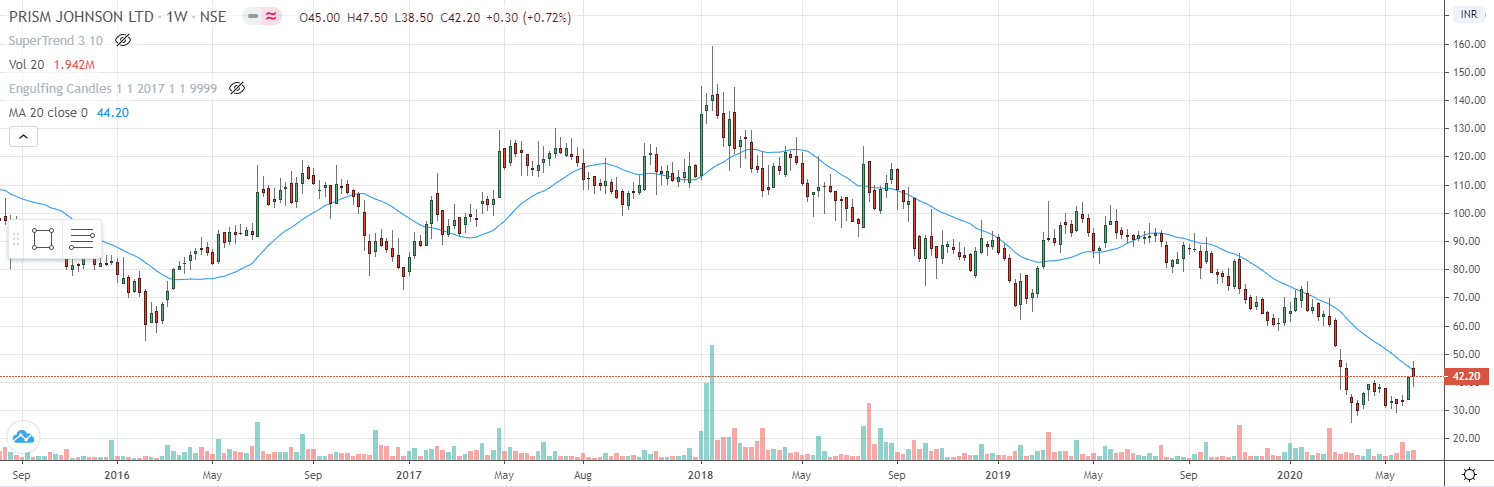 PRISM JOHNSON LTD · 1W · NSE O45.00 H47.50 L38.50 C42.20 +0.30 (+0.72%) INR
SuperTrend 3 10
Vol 20 1.942M
Engulfing Candles 1 1 2017 1 1 9999
MA 20 close 0 44.20
160.00
150.00
140.00
130.00
120.00
110.00
100.00
90.00
80.00
70.00
60.00
50.00
42.20
30.00
20.00
Sep 2016 May Sep 2017 May Aug 2018 May Sep 2019 May Sep 2020 May